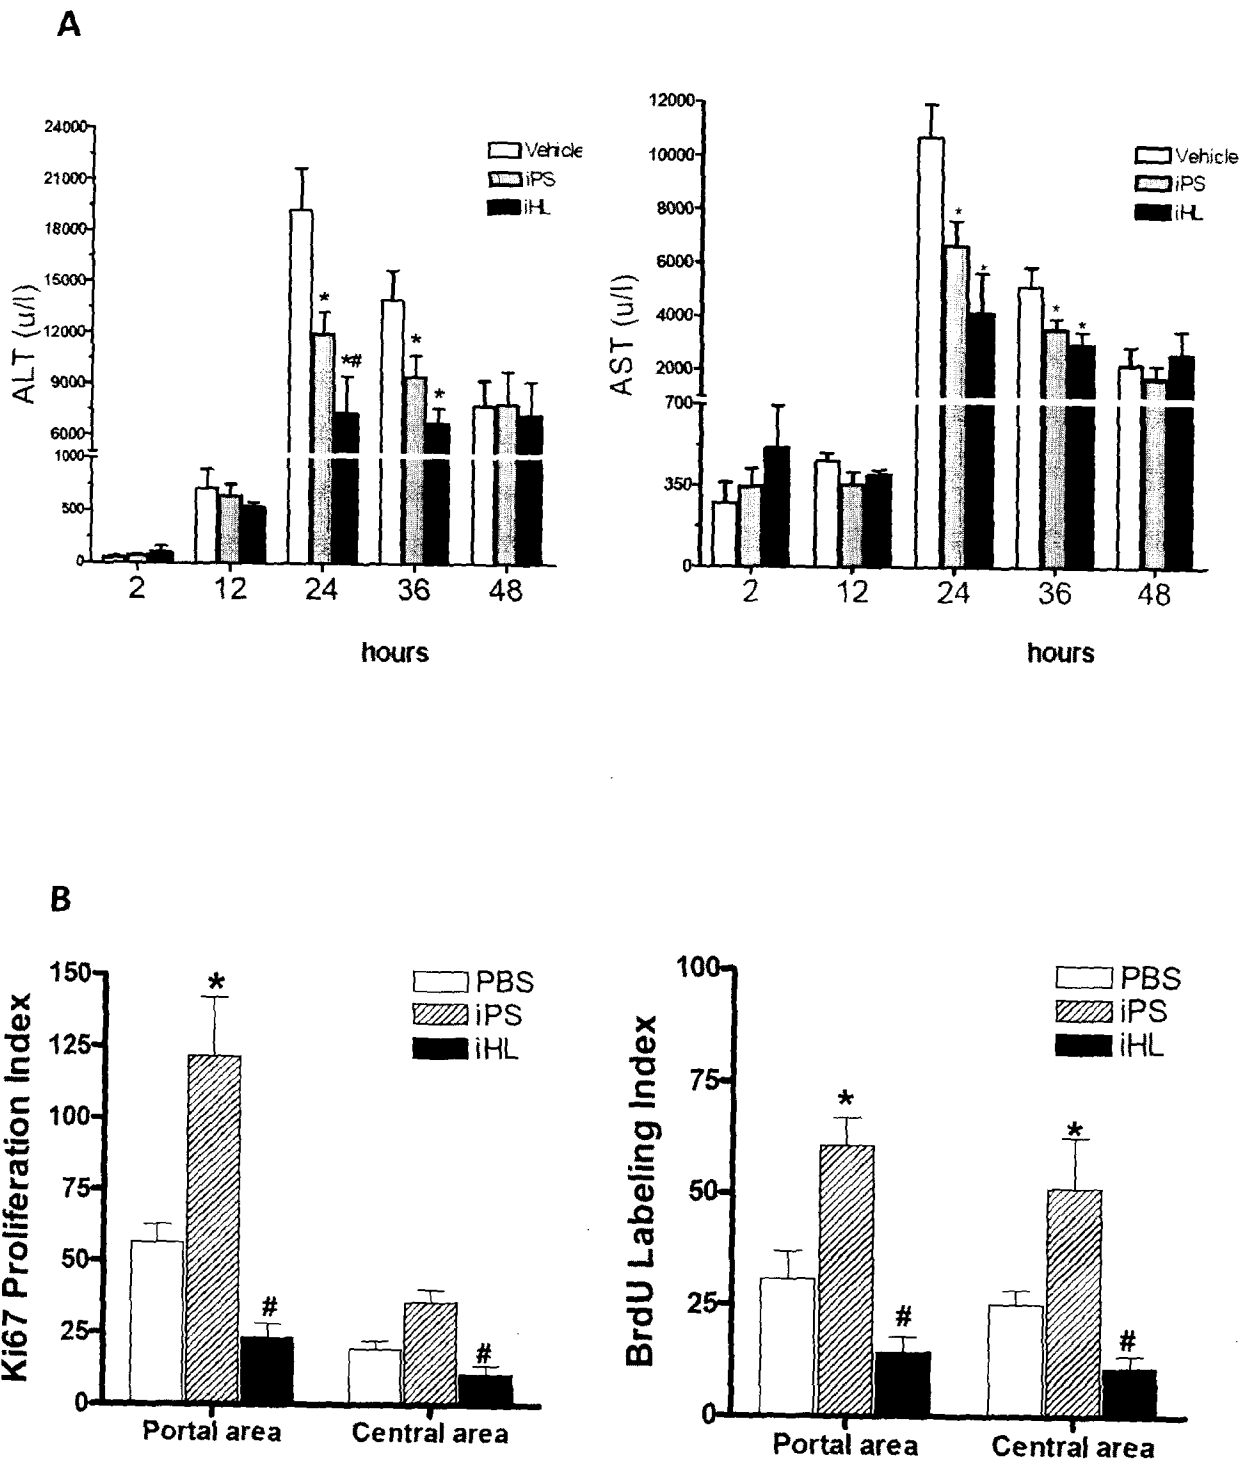 A
24000
21000
18000
15000
12000
9000
6000
1000
500
0
ALT (u/l)
Vehicle
iPS
iHL
*
*#
*
*
2 12 24 36 48
hours
12000
10000
8000
6000
4000
2000
700
350
0
AST (u/l)
Vehicle
iPS
iHL
*
*
*
*
2 12 24 36 48
hours
B
150
125
100
75
50
25
0
Ki67 Proliferation Index
PBS
iPS
iHL
*
#
#
Portal area Central area
100
75
50
25
0
BrdU Labeling Index
PBS
iPS
iHL
*
#
*
#
Portal area Central area